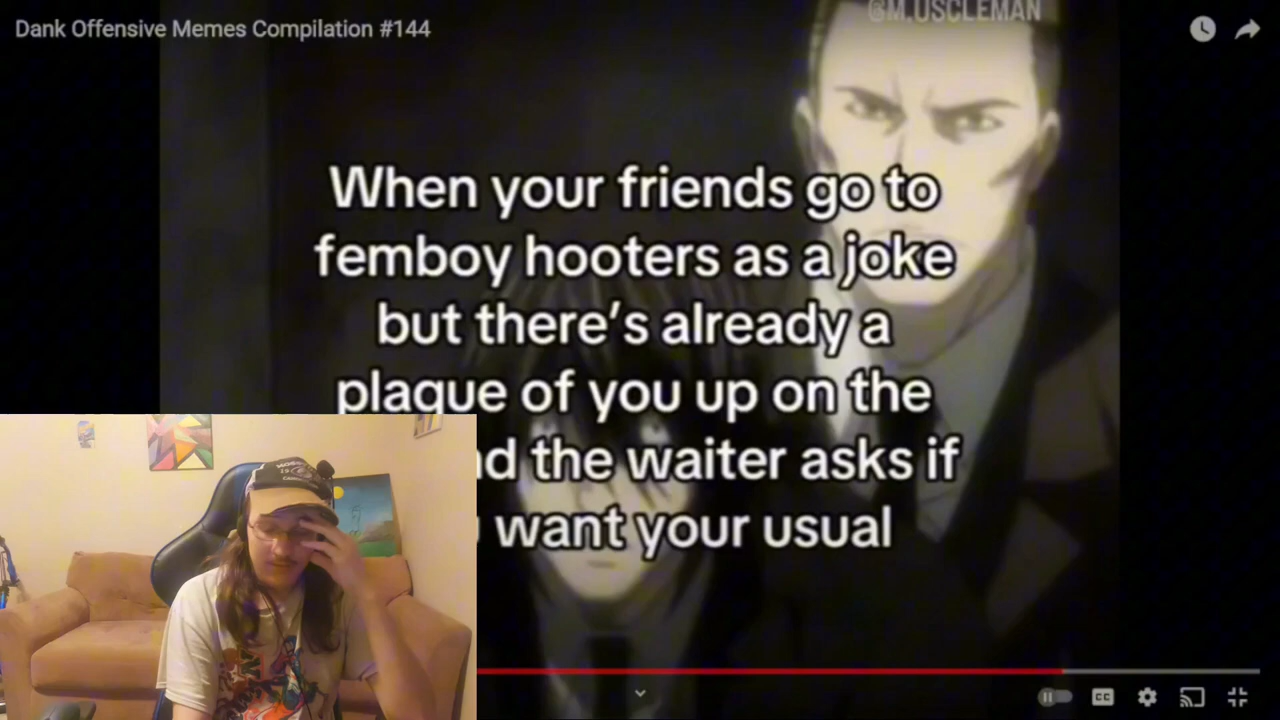 Dank Offensive Memes Compilation #144
@M.USCLEMAN
When your friends go to
femboy hooters as a joke
but there's already a
plaque of you up on the
the waiter asks if
want your usual
CC